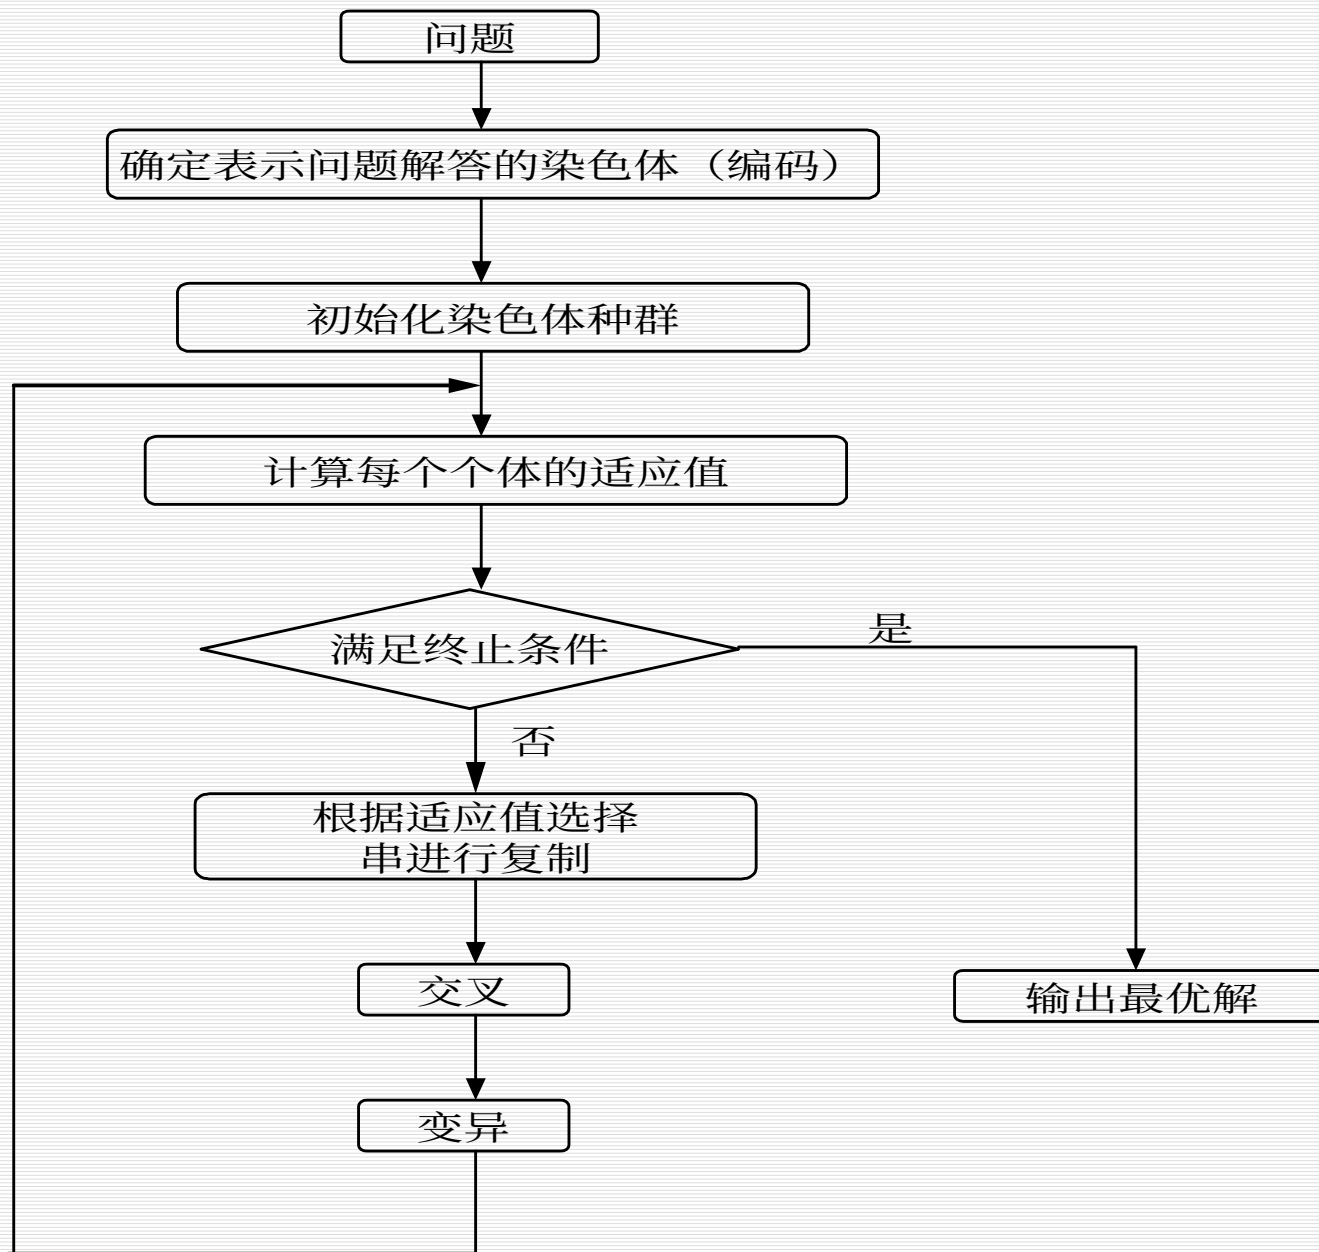 问题
确定表示问题解答的染色体（编码）
初始化染色体种群
计算每个个体的适应值
满足终止条件
是
否
根据适应值选择
串进行复制
交叉
输出最优解
变异